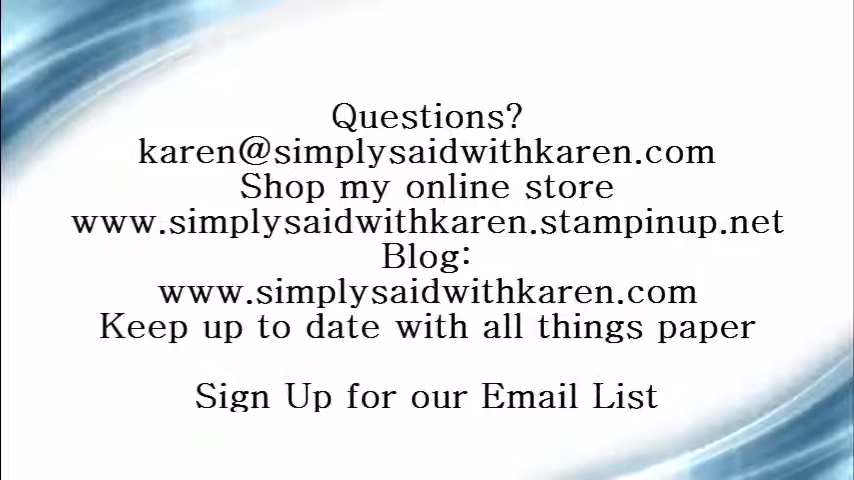 Questions?
karen@simplysaidwithkaren.com
Shop my online store
www.simplysaidwithkaren.stampinup.net
Blog:
www.simplysaidwithkaren.com
Keep up to date with all things paper
Sign Up for our Email List